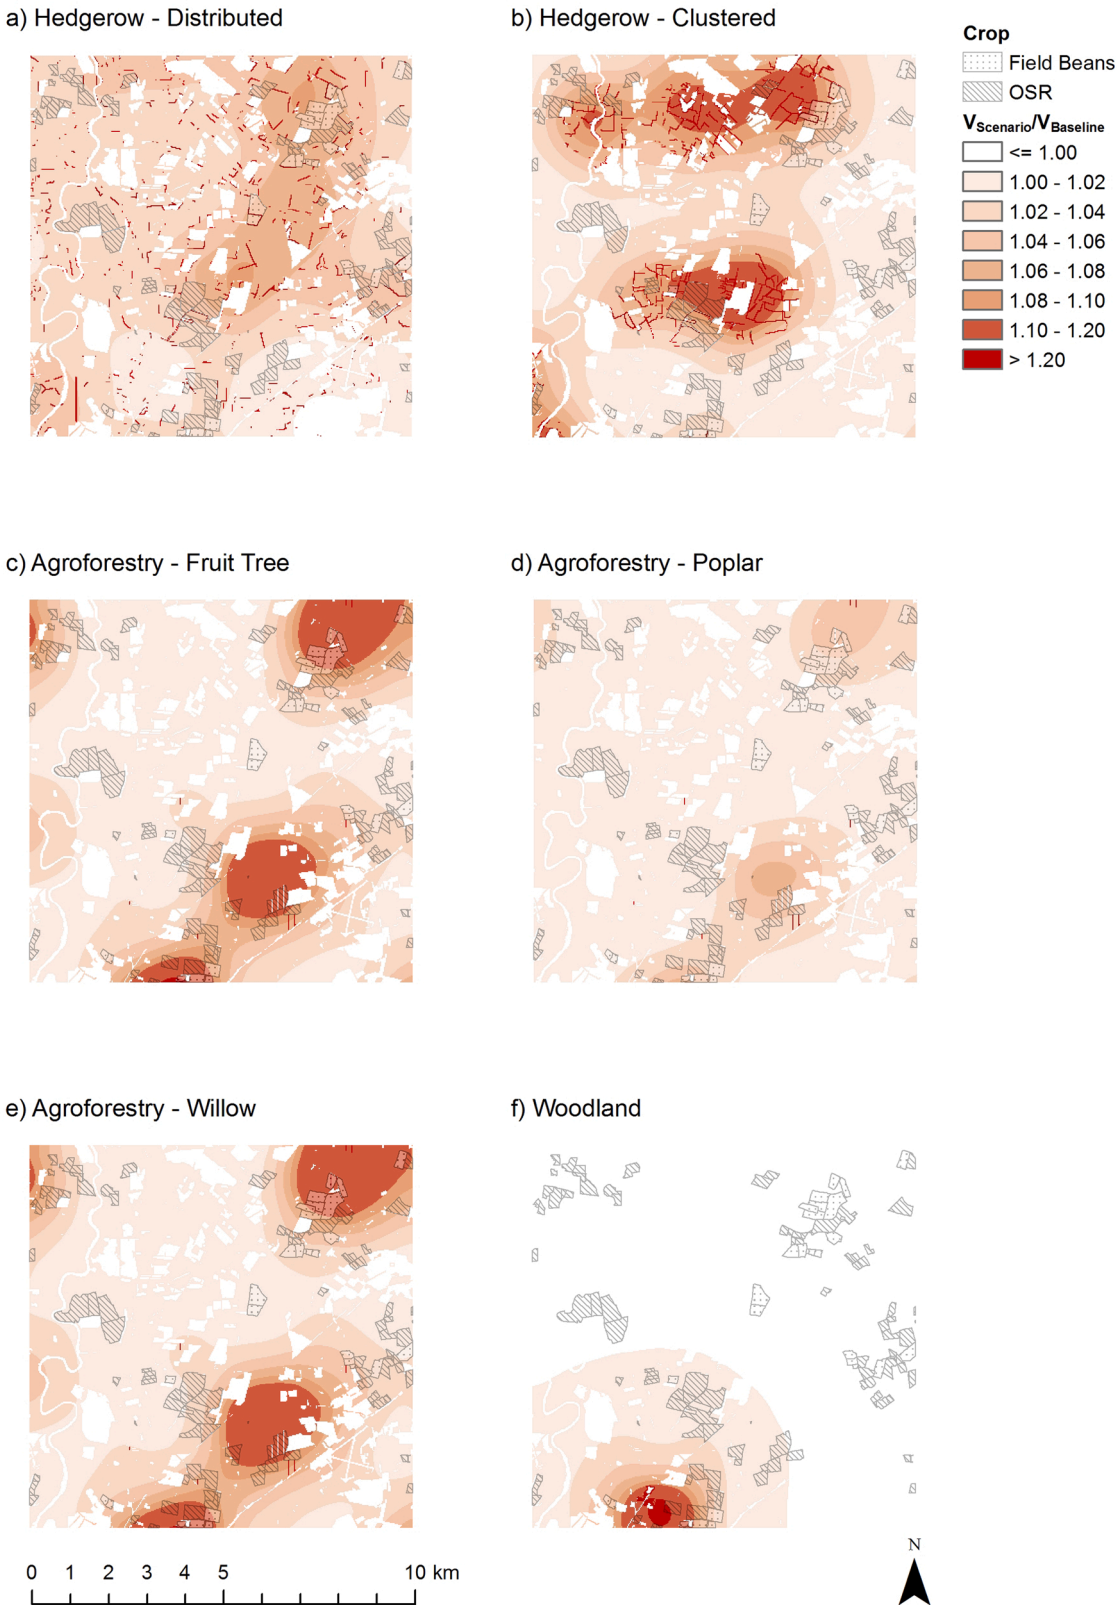 a) Hedgerow - Distributed
b) Hedgerow - Clustered
Crop
Field Beans
OSR
VScenario/VBaseline
<= 1.00
1.00 - 1.02
1.02 - 1.04
1.04 - 1.06
1.06 - 1.08
1.08 - 1.10
1.10 - 1.20
> 1.20
c) Agroforestry - Fruit Tree
d) Agroforestry - Poplar
e) Agroforestry - Willow
f) Woodland
0 1 2 3 4 5 10 km
N